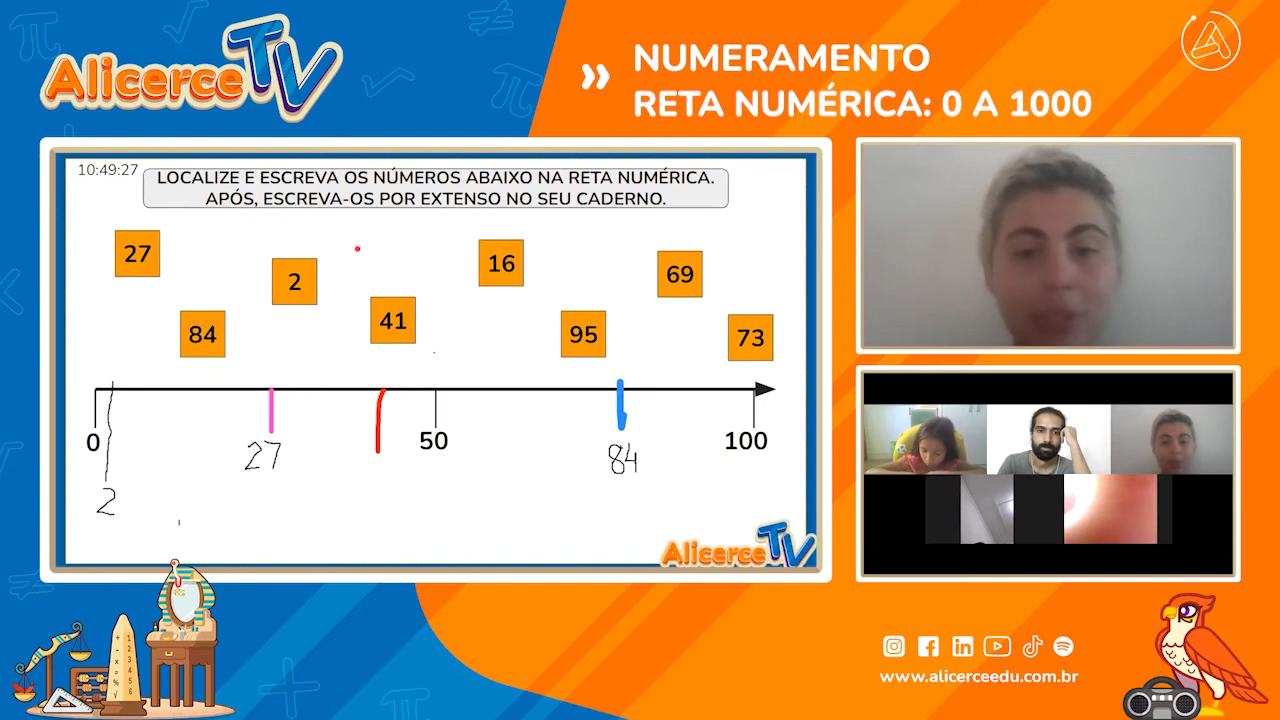 Alicerce TV
NUMERAMENTO
RETA NUMÉRICA: 0 A 1000
10:49:27
LOCALIZE E ESCREVA OS NÚMEROS ABAIXO NA RETA NUMÉRICA.
APÓS, ESCREVA-OS POR EXTENSO NO SEU CADERNO.
27
2
16
69
84
41
95
73
0
50
100
27
84
2
Alicerce TV
www.alicerceedu.com.br